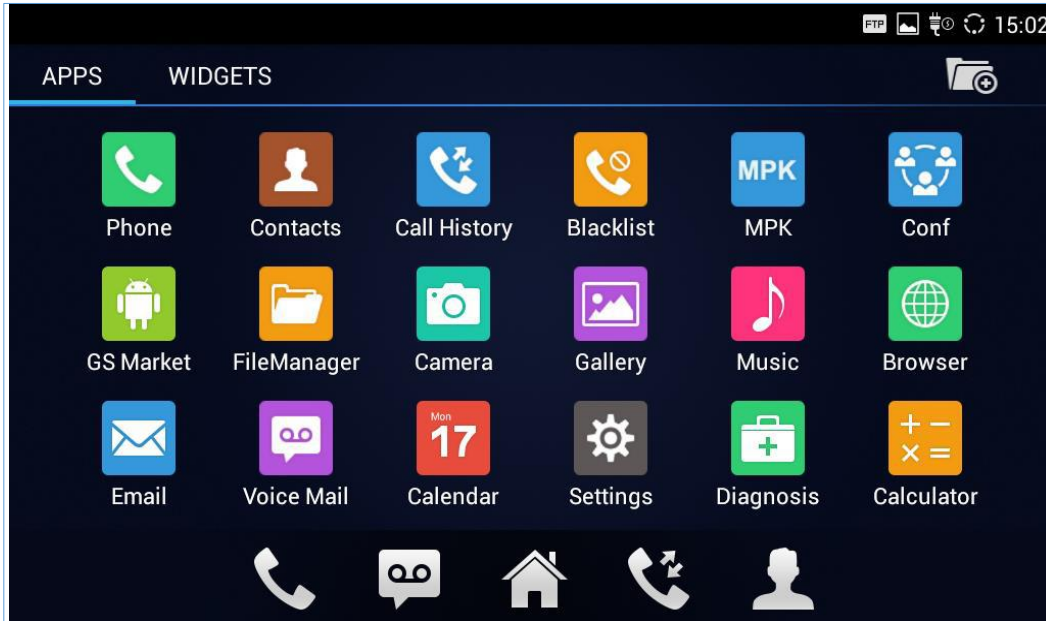 FTP 15:02
APPS WIDGETS
MPK
Phone Contacts Call History Blacklist MPK Conf
GS Market FileManager Camera Gallery Music Browser
Mon
17
Email Voice Mail Calendar Settings Diagnosis Calculator